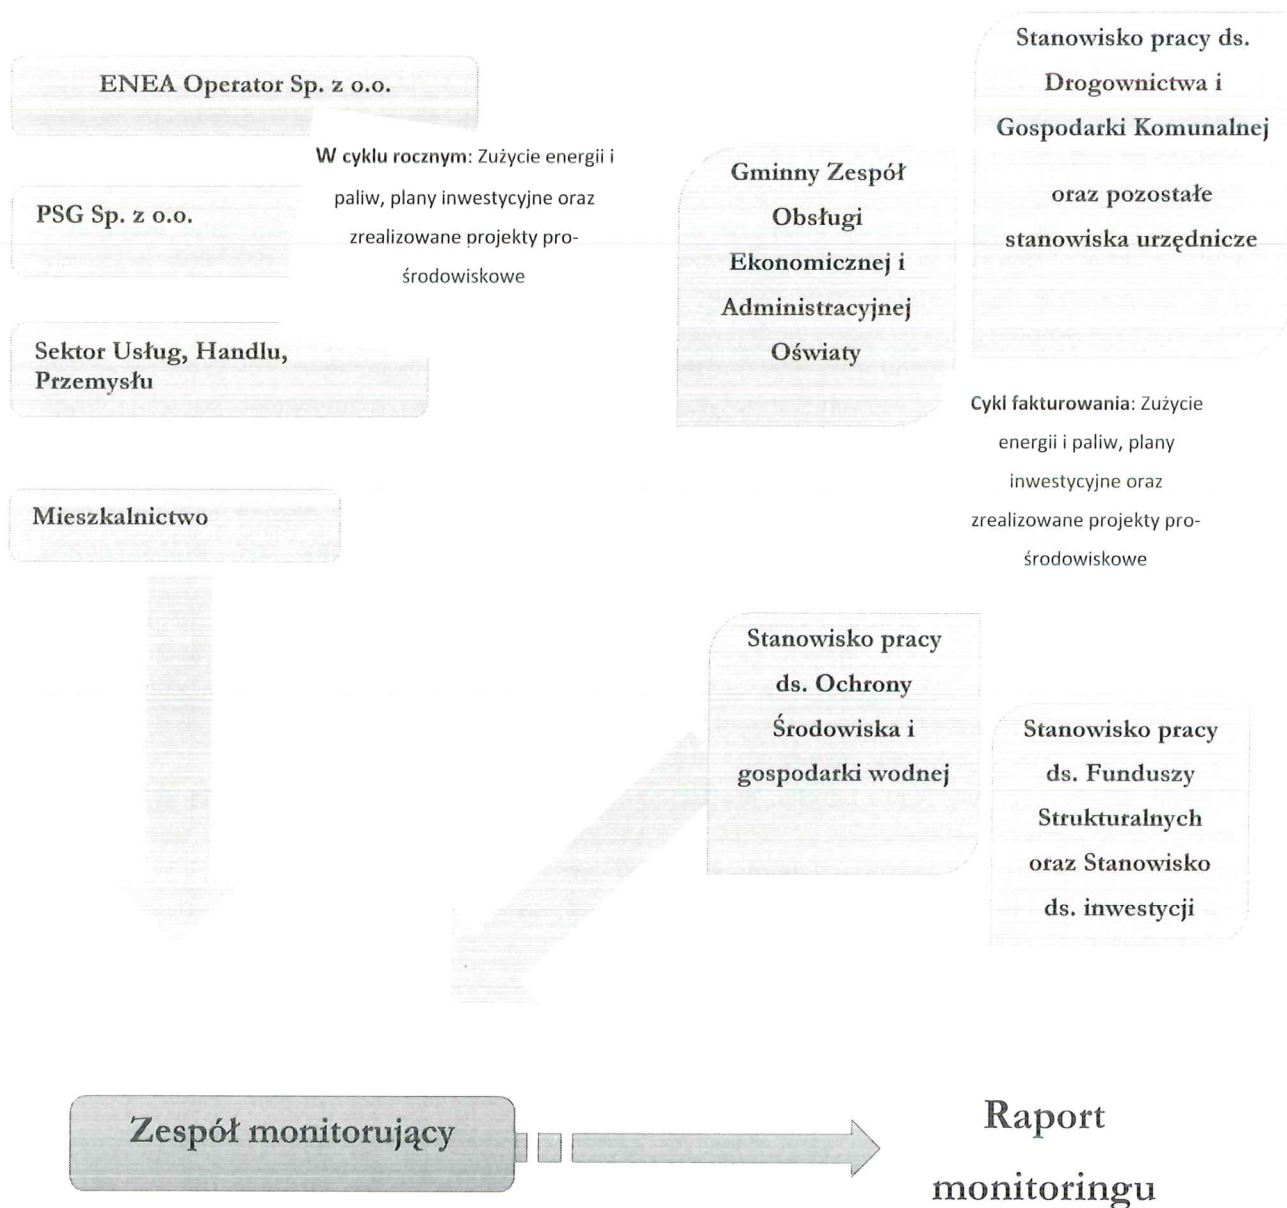 ENEA Operator Sp. z o.o.
PSG Sp. z o.o.
Sektor Usług, Handlu,
Przemysłu
Mieszkalnictwo
W cyklu rocznym: Zużycie energii i
paliw, plany inwestycyjne oraz
zrealizowane projekty pro-
środowiskowe
Gminny Zespół
Obsługi
Ekonomicznej i
Administracyjnej
Oświaty
Stanowisko pracy ds.
Drogownictwa i
Gospodarki Komunalnej
oraz pozostałe
stanowiska urzędnicze
Cykl fakturowania: Zużycie
energii i paliw, plany
inwestycyjne oraz
zrealizowane projekty pro-
środowiskowe
Stanowisko pracy
ds. Ochrony
Środowiska i
gospodarki wodnej
Stanowisko pracy
ds. Funduszy
Strukturalnych
oraz Stanowisko
ds. inwestycji
Zespół monitorujący
Raport
monitoringu